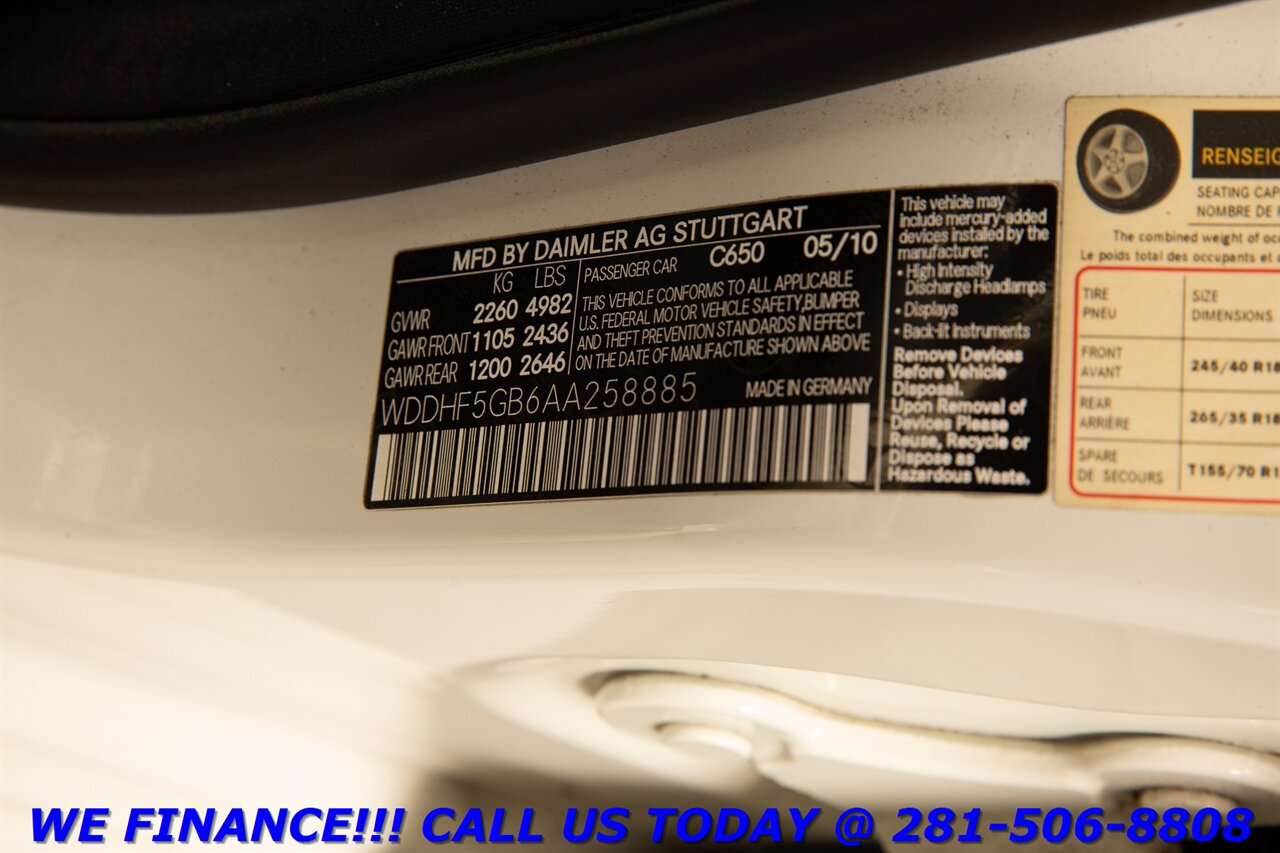 MFD BY DAIMLER AG STUTTGART
KG LBS PASSENGER CAR C650 05/10
GVWR 2260 4982
GAWR FRONT 1105 2436
GAWR REAR 1200 2646
THIS VEHICLE CONFORMS TO ALL APPLICABLE
U.S. FEDERAL MOTOR VEHICLE SAFETY, BUMPER
AND THEFT PREVENTION STANDARDS IN EFFECT
ON THE DATE OF MANUFACTURE SHOWN ABOVE
WDDHF5GB6AA258885 MADE IN GERMANY
This vehicle may
include mercury-added
devices installed by the
manufacturer:
• High Intensity
Discharge Headlamps
• Displays
• Back-lit Instruments
Remove Devices
Before Vehicle
Disposal.
Upon Removal of
Devices Please
Reuse, Recycle or
Dispose as
Hazardous Waste.
RENSEIG
SEATING CAP
NOMBRE DE
The combined weight of occ
Le poids total des occupants et
TIRE SIZE
PNEU DIMENSIONS
FRONT
AVANT 245/40 R18
REAR
ARRIÈRE 265/35 R18
SPARE
DE SECOURS T155/70 R1
WE FINANCE!!! CALL US TODAY @ 281-506-8808